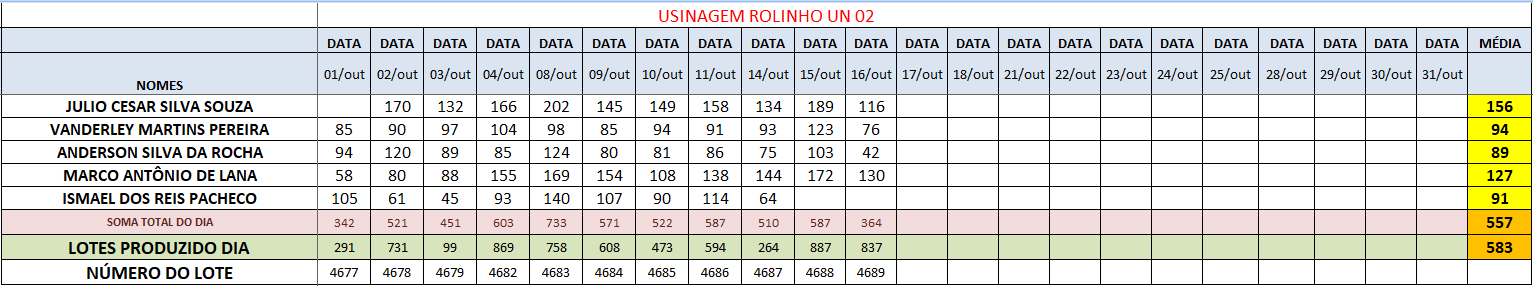 USINAGEM ROLINHO UN 02
DATA DATA DATA DATA DATA DATA DATA DATA DATA DATA DATA DATA DATA DATA DATA DATA DATA DATA DATA DATA DATA DATA MÉDIA
NOMES 01/out 02/out 03/out 04/out 08/out 09/out 10/out 11/out 14/out 15/out 16/out 17/out 18/out 21/out 22/out 23/out 24/out 25/out 28/out 29/out 30/out 31/out
JULIO CESAR SILVA SOUZA 170 132 166 202 145 149 158 134 189 116 156
VANDERLEY MARTINS PEREIRA 85 90 97 104 98 85 94 91 93 123 76 94
ANDERSON SILVA DA ROCHA 94 120 89 85 124 80 81 86 75 103 42 89
MARCO ANTÔNIO DE LANA 58 80 88 155 169 154 108 138 144 172 130 127
ISMAEL DOS REIS PACHECO 105 61 45 93 140 107 90 114 64 91
SOMA TOTAL DO DIA 342 521 451 603 733 571 522 587 510 587 364 557
LOTES PRODUZIDO DIA 291 731 99 869 758 608 473 594 264 887 837 583
NÚMERO DO LOTE 4677 4678 4679 4682 4683 4684 4685 4686 4687 4688 4689